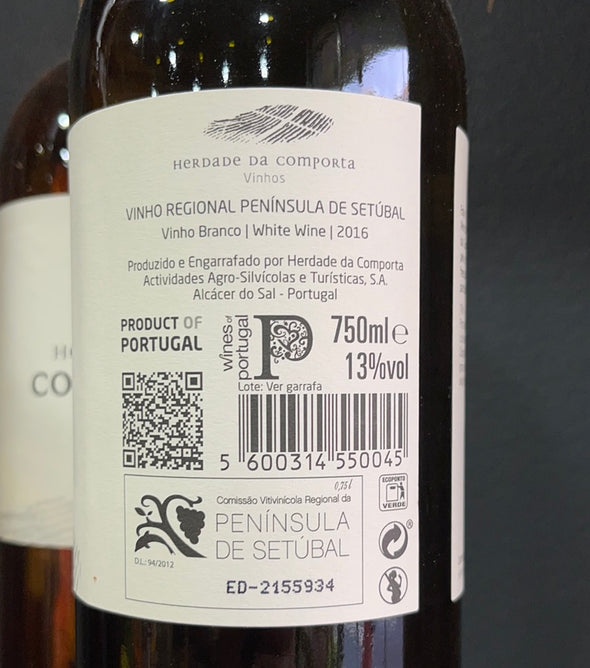 HERDADE DA COMPORTA
Vinhos
VINHO REGIONAL PENÍNSULA DE SETÚBAL
Vinho Branco | White Wine | 2016
Produzido e Engarrafado por Herdade da Comporta
Actividades Agro-Silvícolas e Turísticas, S.A.
Alcácer do Sal - Portugal
PRODUCT OF
PORTUGAL
wines of
portugal
P
750ml e
13%vol
Lote: Ver garrafa
5 600314 550045
0,75 l
Comissão Vitivinícola Regional da
PENÍNSULA
DE SETÚBAL
D.L.: 94/2012
ED-2155934
ECOPONTO
VERDE
®
H
CO